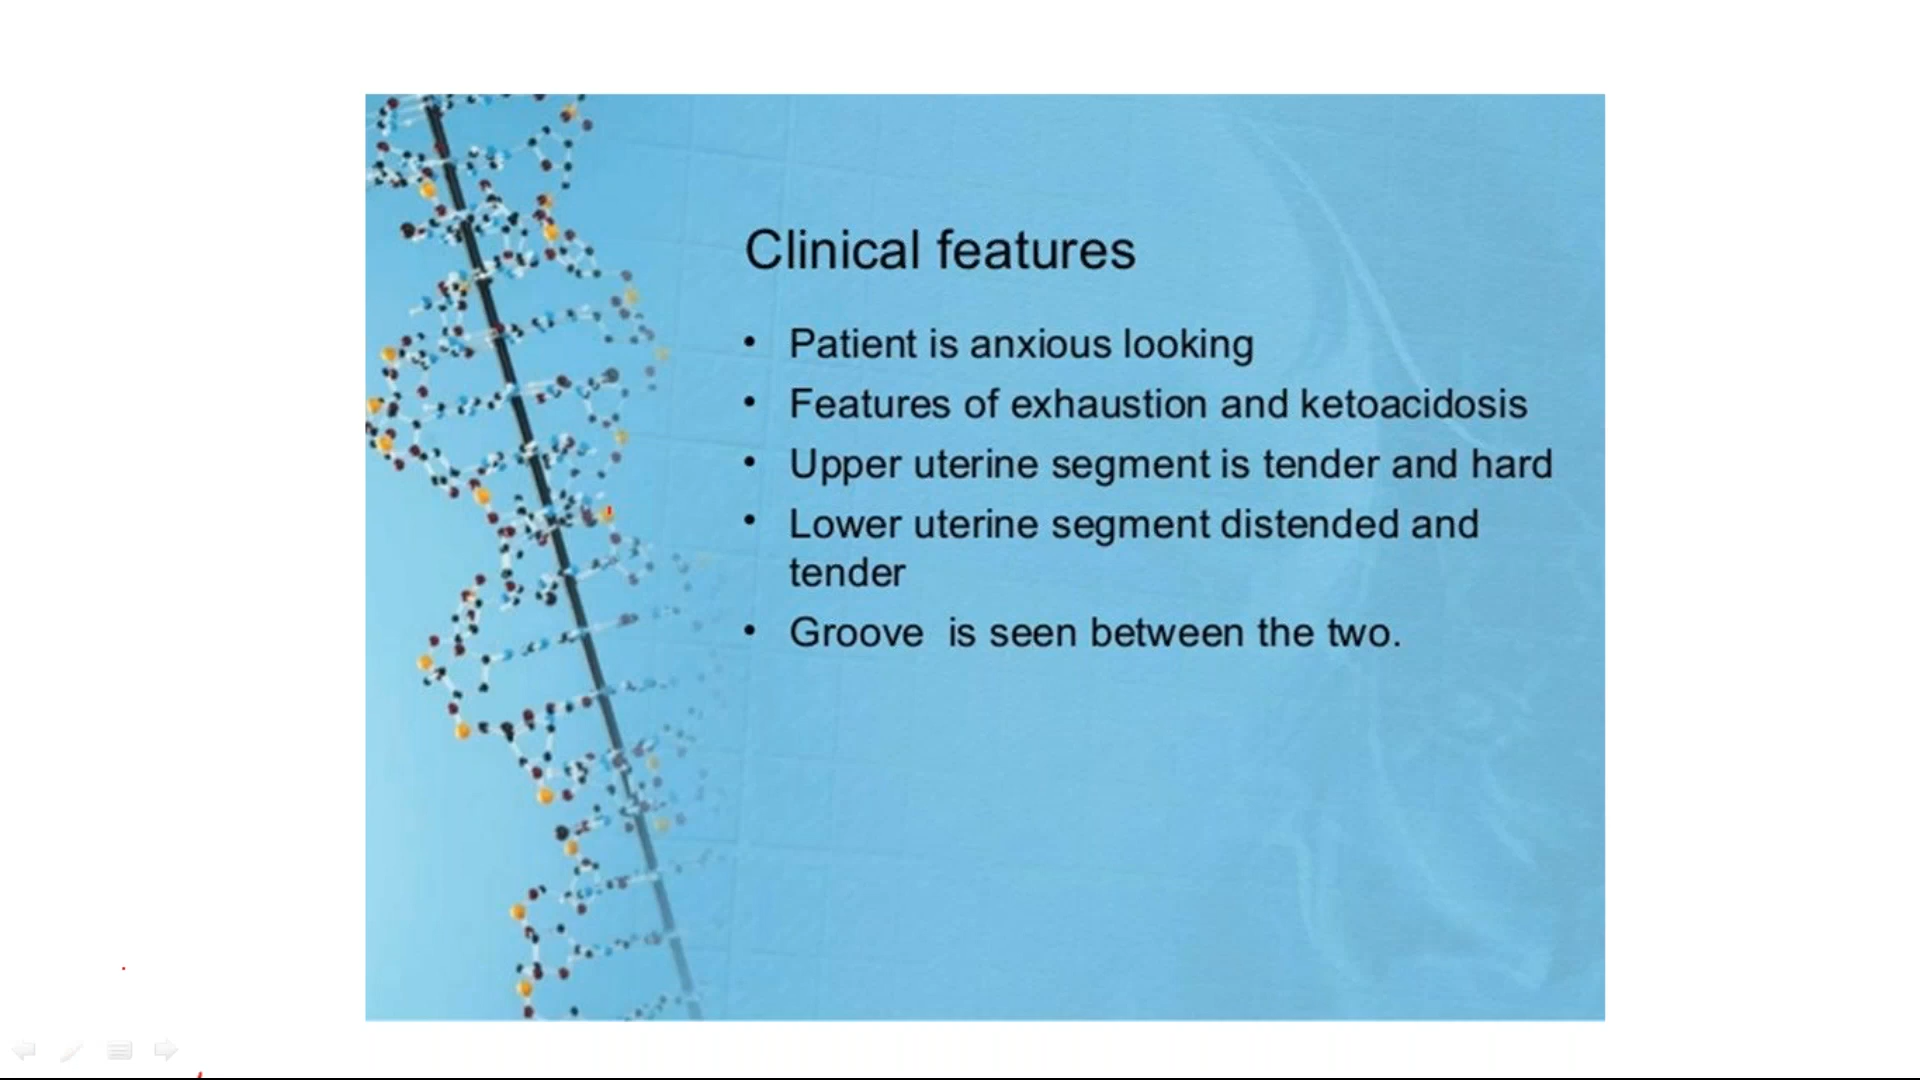 Clinical features
• Patient is anxious looking
• Features of exhaustion and ketoacidosis
• Upper uterine segment is tender and hard
• Lower uterine segment distended and
tender
• Groove  is seen between the two.